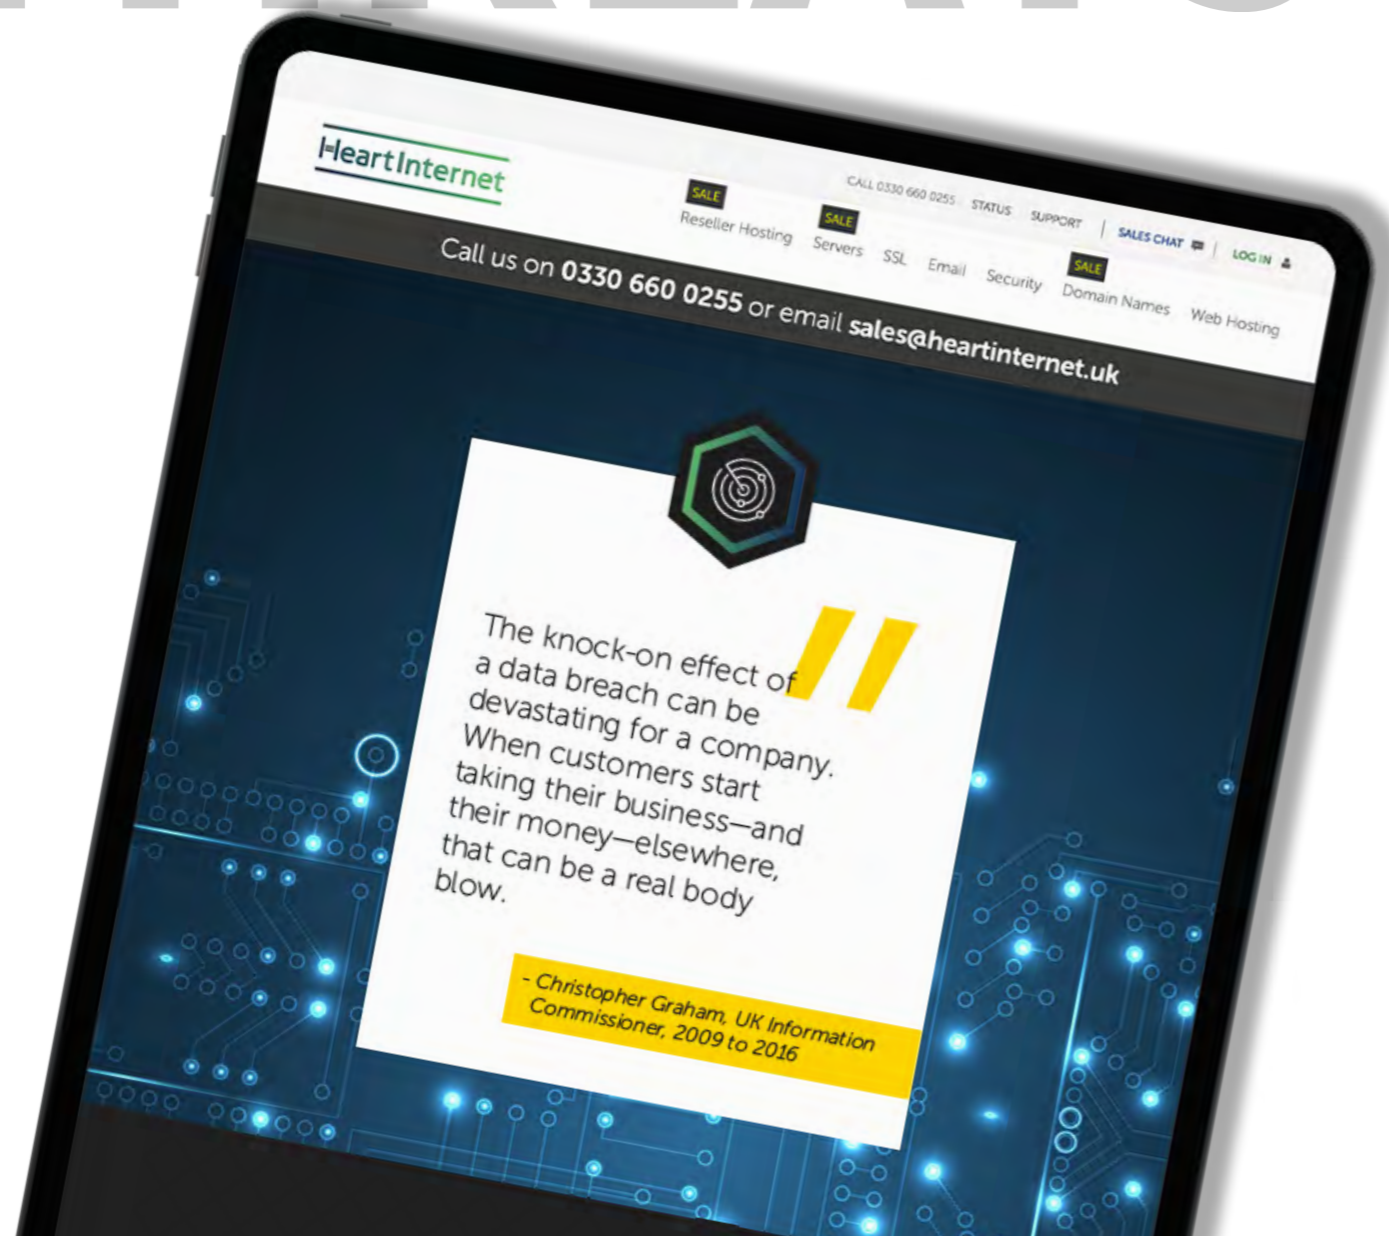 Heart Internet
CALL 0330 660 0255 STATUS SUPPORT | SALES CHAT | LOG IN
SALE SALE SALE
Reseller Hosting Servers SSL Email Security Domain Names Web Hosting
Call us on 0330 660 0255 or email sales@heartinternet.uk
"
The knock-on effect of
a data breach can be
devastating for a company.
When customers start
taking their business—and
their money—elsewhere,
that can be a real body
blow.
- Christopher Graham, UK Information
Commissioner, 2009 to 2016